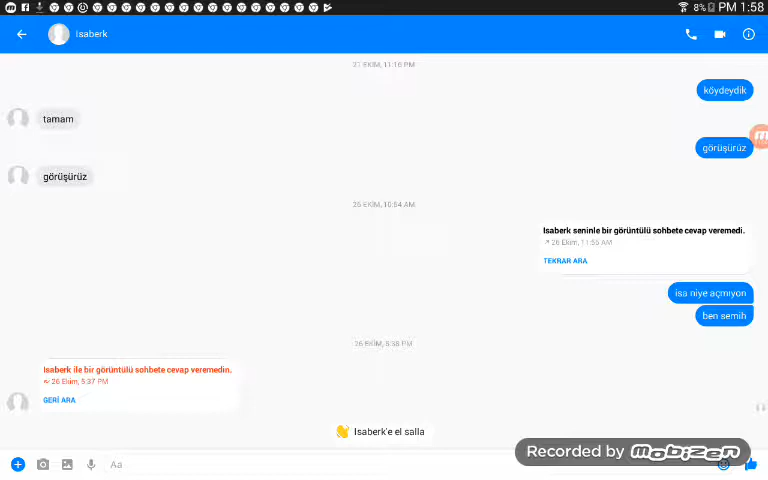 8% PM 1:58
Isaberk
21 EKİM, 11:16 PM
köydeydik
tamam
görüşürüz
görüşürüz
26 EKİM, 10:54 AM
Isaberk seninle bir görüntülü sohbete cevap veremedi.
26 Ekim, 11:56 AM
TEKRAR ARA
isa niye açmıyon
ben semih
26 EKİM, 5:38 PM
Isaberk ile bir görüntülü sohbete cevap veremedin.
26 Ekim, 5:37 PM
GERİ ARA
Isaberk'e el salla
Aa
Recorded by mobizen